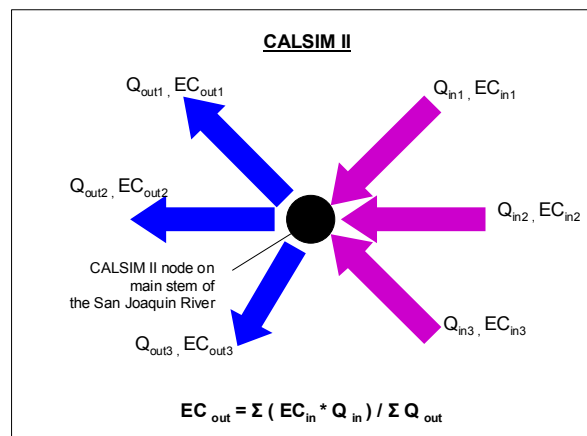 CALSIM II
Qout1 , ECout1
Qin1 , ECin1
Qout2 , ECout2
Qin2 , ECin2
CALSIM II node on
main stem of
the San Joaquin River
Qout3 , ECout3
Qin3 , ECin3
EC out = Σ ( ECin * Q in ) / Σ Q out